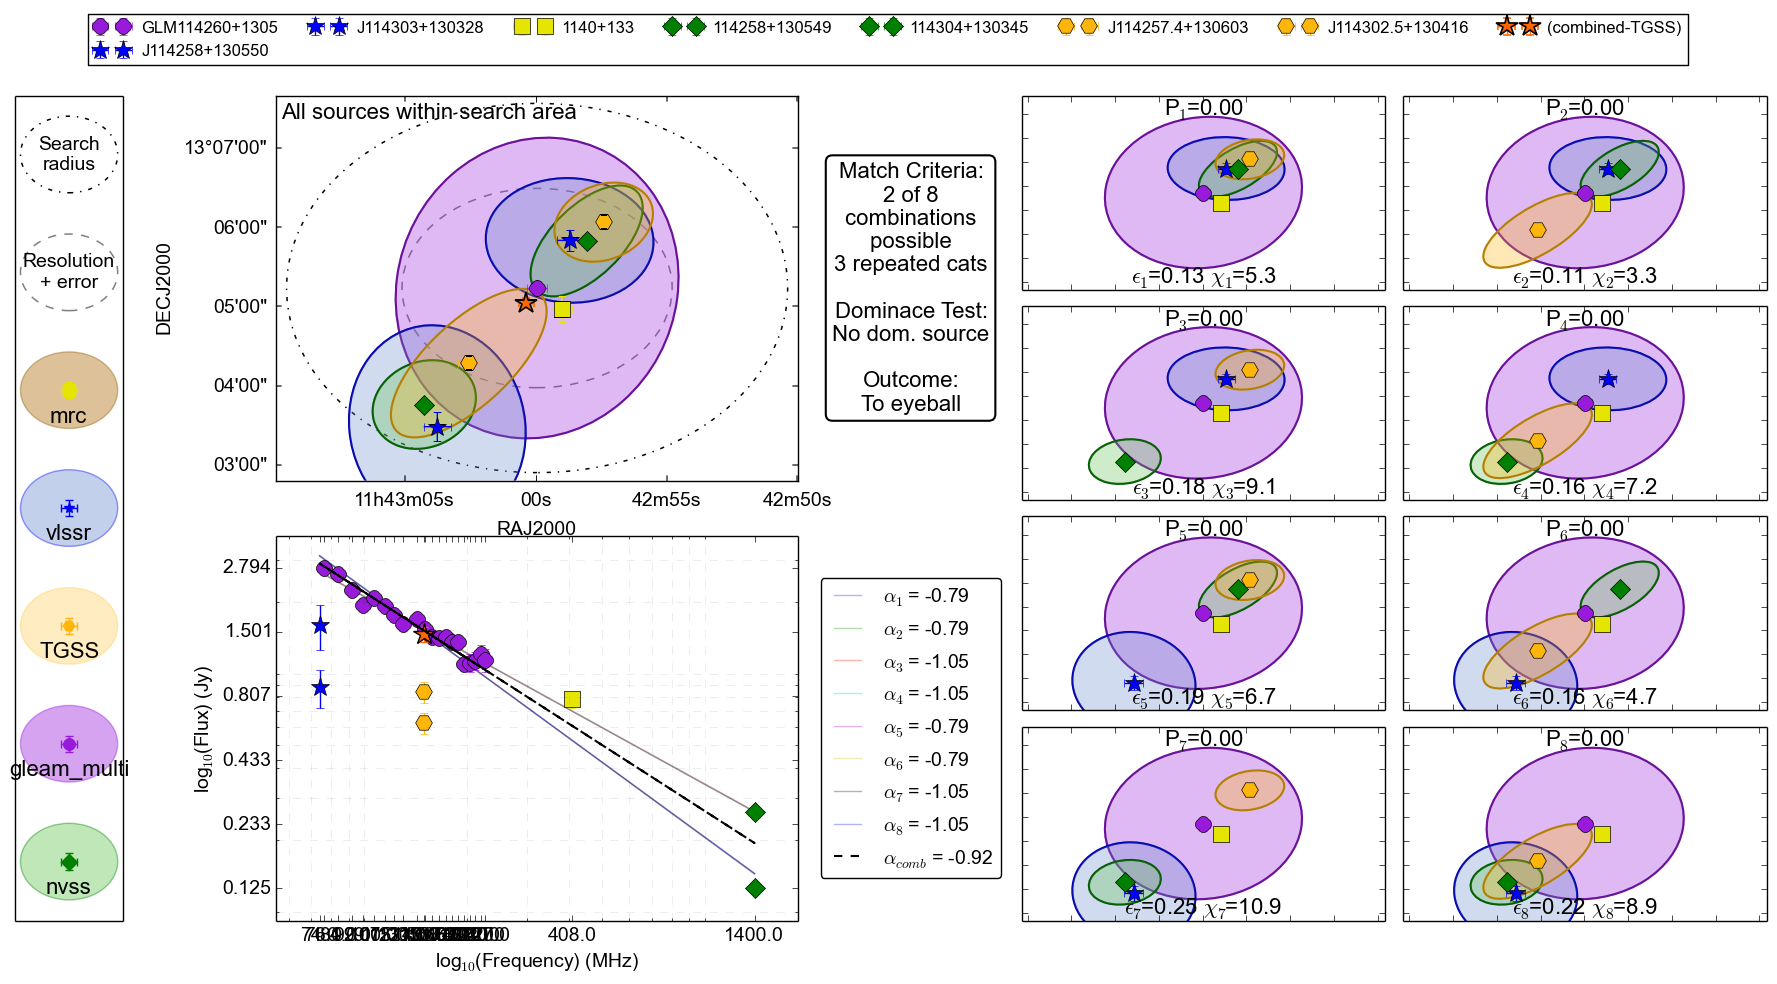 GLM114260+1305 J114303+130328 1140+133 114258+130549 114304+130345 J114257.4+130603 J114302.5+130416 (combined-TGSS)
J114258+130550
Search
radius
Resolution
+ error
mrc
vlssr
TGSS
gleam_multi
nvss
All sources within search area
DECJ2000
13°07'00"
06'00"
05'00"
04'00"
03'00"
11h43m05s 00s 42m55s 42m50s
RAJ2000
Match Criteria:
2 of 8
combinations
possible
3 repeated cats
Dominace Test:
No dom. source
Outcome:
To eyeball
log10(Flux) (Jy)
2.794
1.501
0.807
0.433
0.233
0.125
408.0 1400.0
log10(Frequency) (MHz)
α1 = -0.79
α2 = -0.79
α3 = -1.05
α4 = -1.05
α5 = -0.79
α6 = -0.79
α7 = -1.05
α8 = -1.05
αcomb = -0.92
P1=0.00
ϵ1=0.13 χ1=5.3
P2=0.00
ϵ2=0.11 χ2=3.3
P3=0.00
ϵ3=0.18 χ3=9.1
P4=0.00
ϵ4=0.16 χ4=7.2
P5=0.00
ϵ5=0.19 χ5=6.7
P6=0.00
ϵ6=0.16 χ6=4.7
P7=0.00
ϵ7=0.25 χ7=10.9
P8=0.00
ϵ8=0.22 χ8=8.9